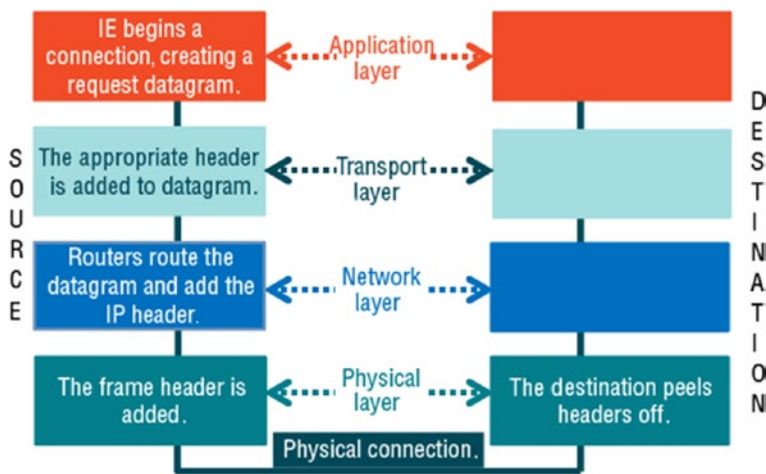 IE begins a
connection, creating a
request datagram.
Application
layer
The appropriate header
is added to datagram.
Transport
layer
Routers route the
datagram and add the
IP header.
Network
layer
The frame header is
added.
Physical
layer
The destination peels
headers off.
Physical connection.
SOURCE
DESTINATION